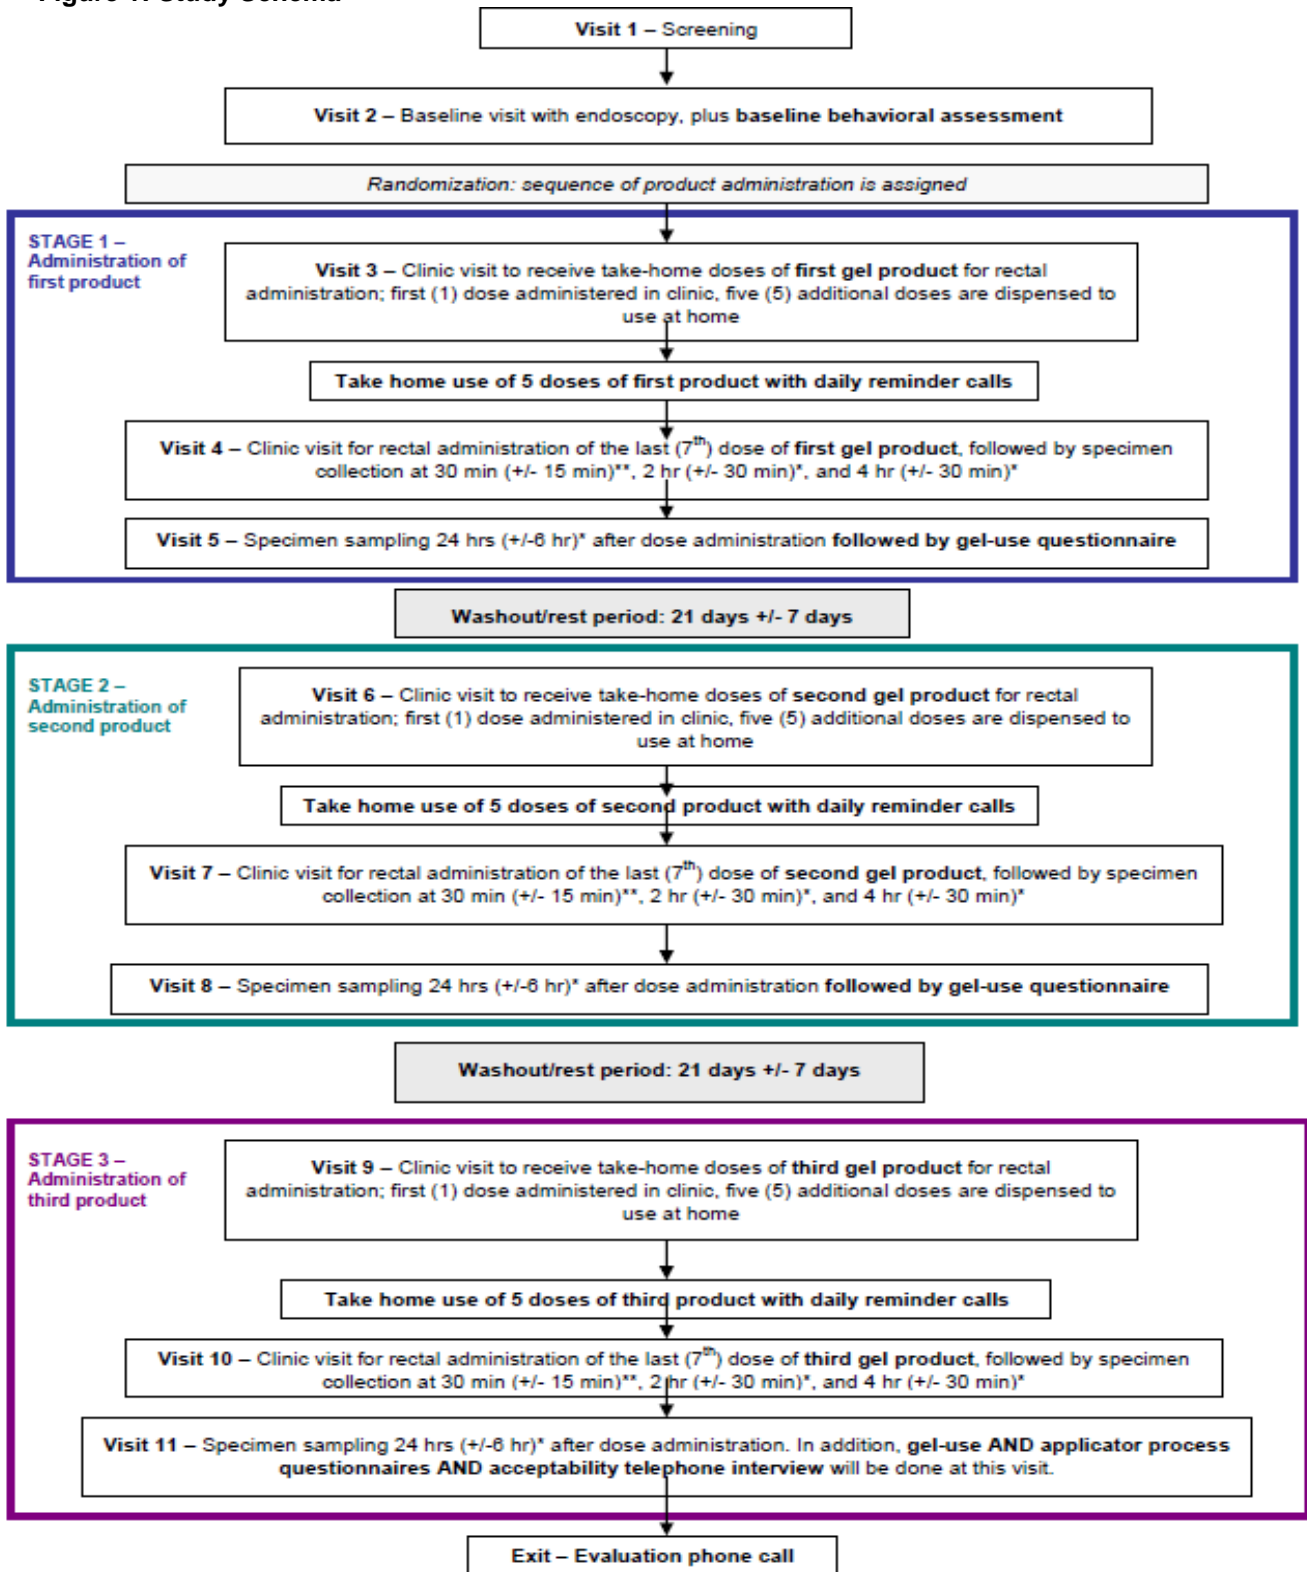 Figure 1: Study Schema
Visit 1 – Screening
Visit 2 – Baseline visit with endoscopy, plus baseline behavioral assessment
Randomization: sequence of product administration is assigned
STAGE 1 –
Administration of
first product
Visit 3 – Clinic visit to receive take-home doses of first gel product for rectal
administration; first (1) dose administered in clinic, five (5) additional doses are dispensed to
use at home
Take home use of 5 doses of first product with daily reminder calls
Visit 4 – Clinic visit for rectal administration of the last (7th) dose of first gel product, followed by specimen
collection at 30 min (+/- 15 min)**, 2 hr (+/- 30 min)*, and 4 hr (+/- 30 min)*
Visit 5 – Specimen sampling 24 hrs (+/-6 hr)* after dose administration followed by gel-use questionnaire
Washout/rest period: 21 days +/- 7 days
STAGE 2 –
Administration of
second product
Visit 6 – Clinic visit to receive take-home doses of second gel product for rectal
administration; first (1) dose administered in clinic, five (5) additional doses are dispensed to
use at home
Take home use of 5 doses of second product with daily reminder calls
Visit 7 – Clinic visit for rectal administration of the last (7th) dose of second gel product, followed by specimen
collection at 30 min (+/- 15 min)**, 2 hr (+/- 30 min)*, and 4 hr (+/- 30 min)*
Visit 8 – Specimen sampling 24 hrs (+/-6 hr)* after dose administration followed by gel-use questionnaire
Washout/rest period: 21 days +/- 7 days
STAGE 3 –
Administration of
third product
Visit 9 – Clinic visit to receive take-home doses of third gel product for rectal
administration; first (1) dose administered in clinic, five (5) additional doses are dispensed to
use at home
Take home use of 5 doses of third product with daily reminder calls
Visit 10 – Clinic visit for rectal administration of the last (7th) dose of third gel product, followed by specimen
collection at 30 min (+/- 15 min)**, 2 hr (+/- 30 min)*, and 4 hr (+/- 30 min)*
Visit 11 – Specimen sampling 24 hrs (+/-6 hr)* after dose administration. In addition, gel-use AND applicator process
questionnaires AND acceptability telephone interview will be done at this visit.
Exit – Evaluation phone call